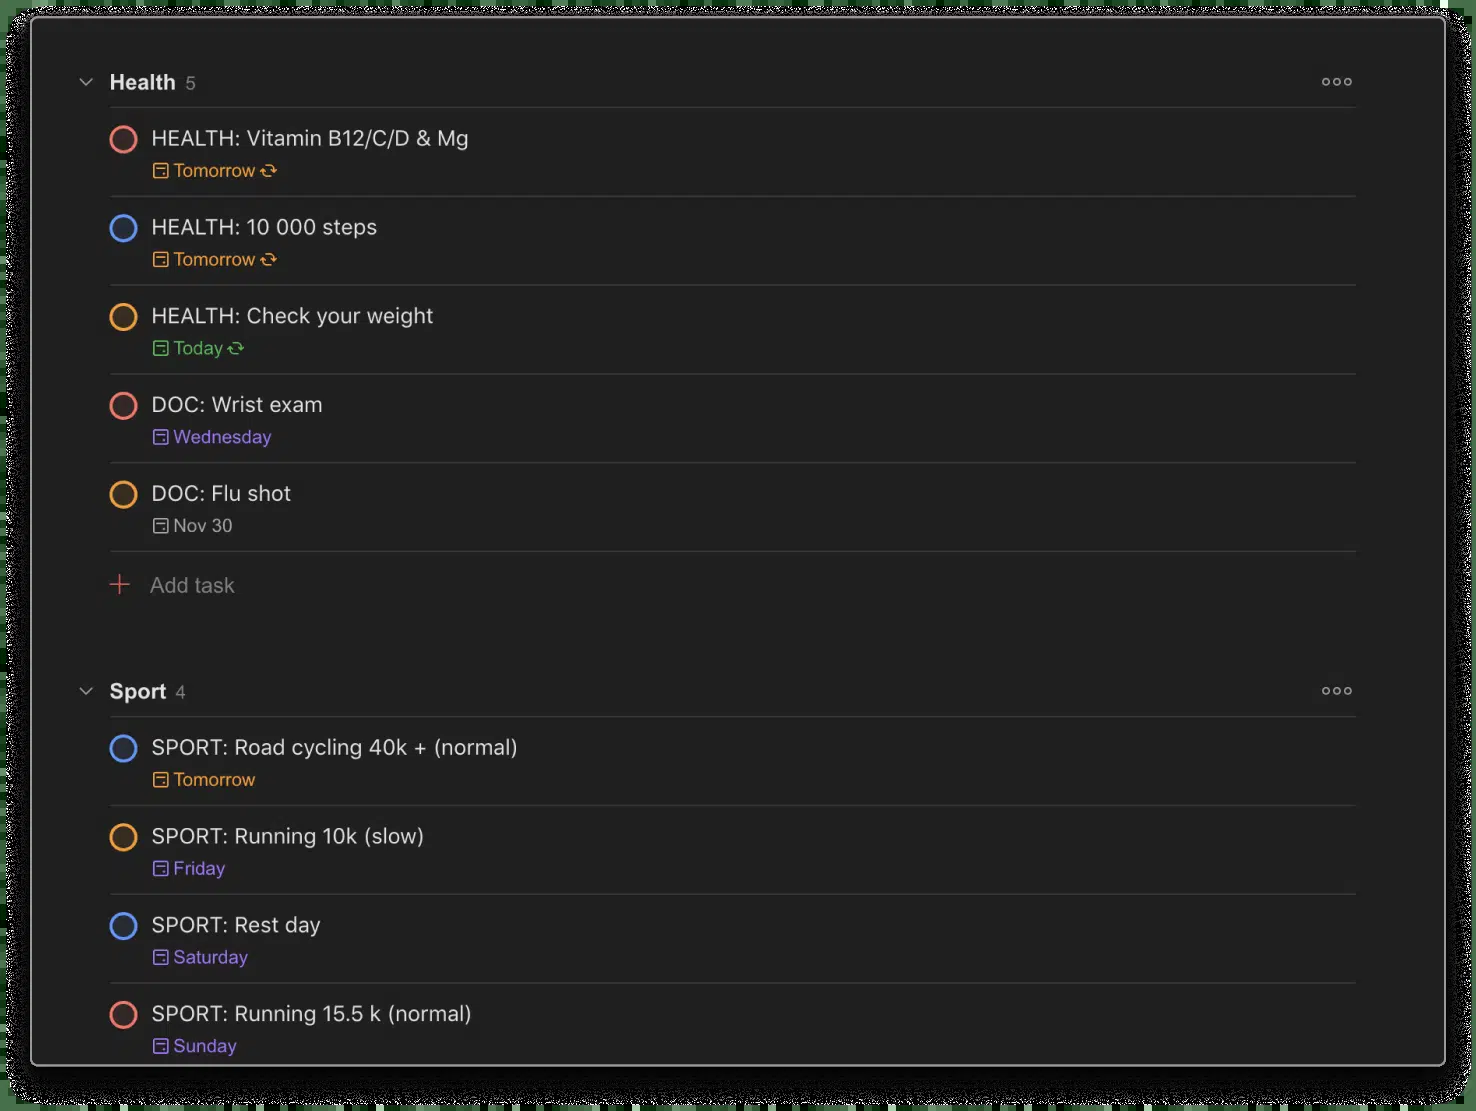 Health 5
HEALTH: Vitamin B12/C/D & Mg
Tomorrow
HEALTH: 10 000 steps
Tomorrow
HEALTH: Check your weight
Today
DOC: Wrist exam
Wednesday
DOC: Flu shot
Nov 30
Add task
Sport 4
SPORT: Road cycling 40k + (normal)
Tomorrow
SPORT: Running 10k (slow)
Friday
SPORT: Rest day
Saturday
SPORT: Running 15.5 k (normal)
Sunday